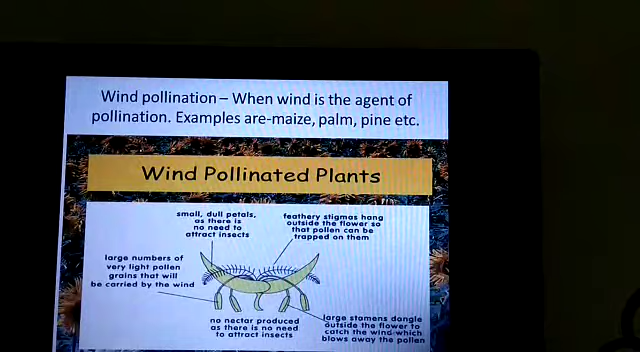 Wind pollination – When wind is the agent of
pollination. Examples are-maize, palm, pine etc.
Wind Pollinated Plants
small, dull petals,
as there is
no need to
attract insects
feathery stigmas hang
outside the flower so
that pollen can be
trapped on them
large numbers of
very light pollen
grains that will
be carried by the wind
no nectar produced
as there is no need
to attract insects
large stamens dangle
outside the flower to
catch the wind which
blows away the pollen